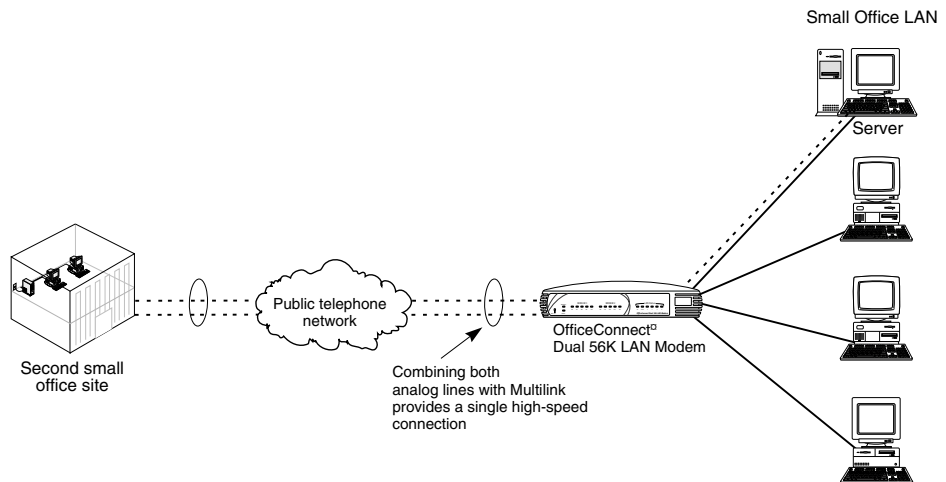 Small Office LAN
Server
Public telephone
network
OfficeConnect
Dual 56K LAN Modem
Second small
office site
Combining both
analog lines with Multilink
provides a single high-speed
connection